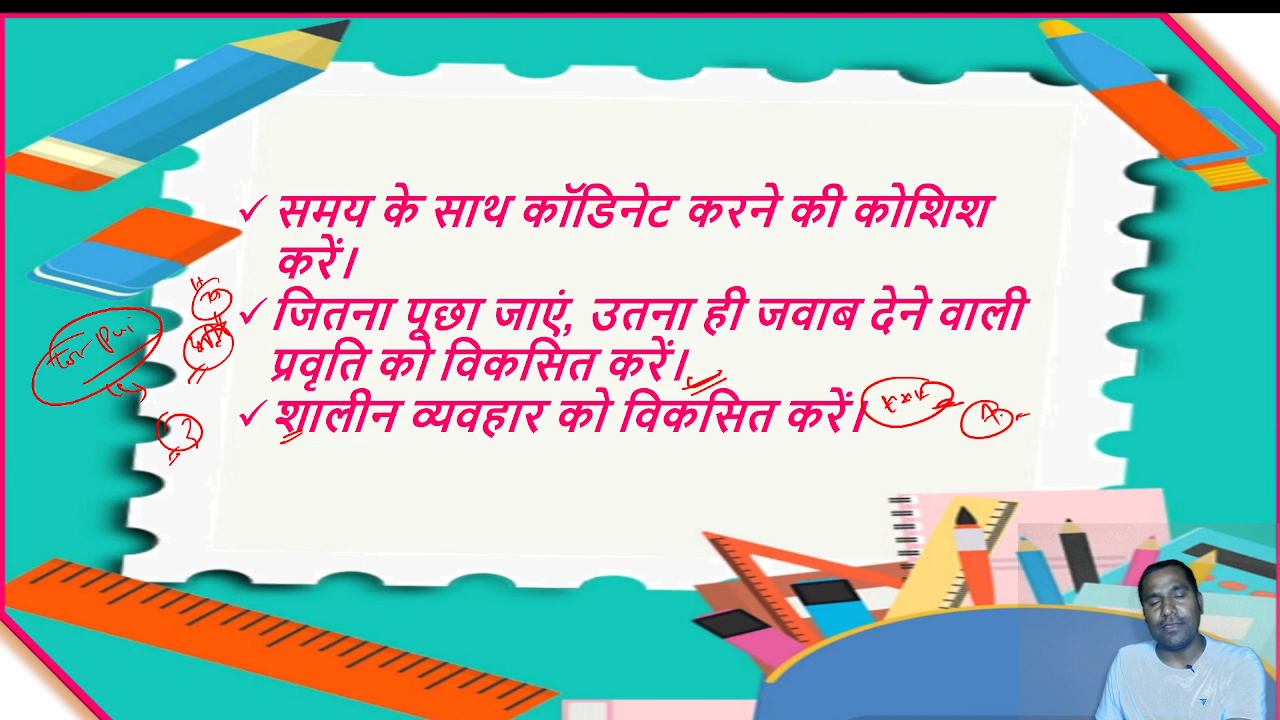 ✓ समय के साथ कॉडिनेट करने की कोशिश
करें।
✓ जितना पूछा जाएं, उतना ही जवाब देने वाली
प्रवृति को विकसित करें।
✓ शालीन व्यवहार को विकसित करें।